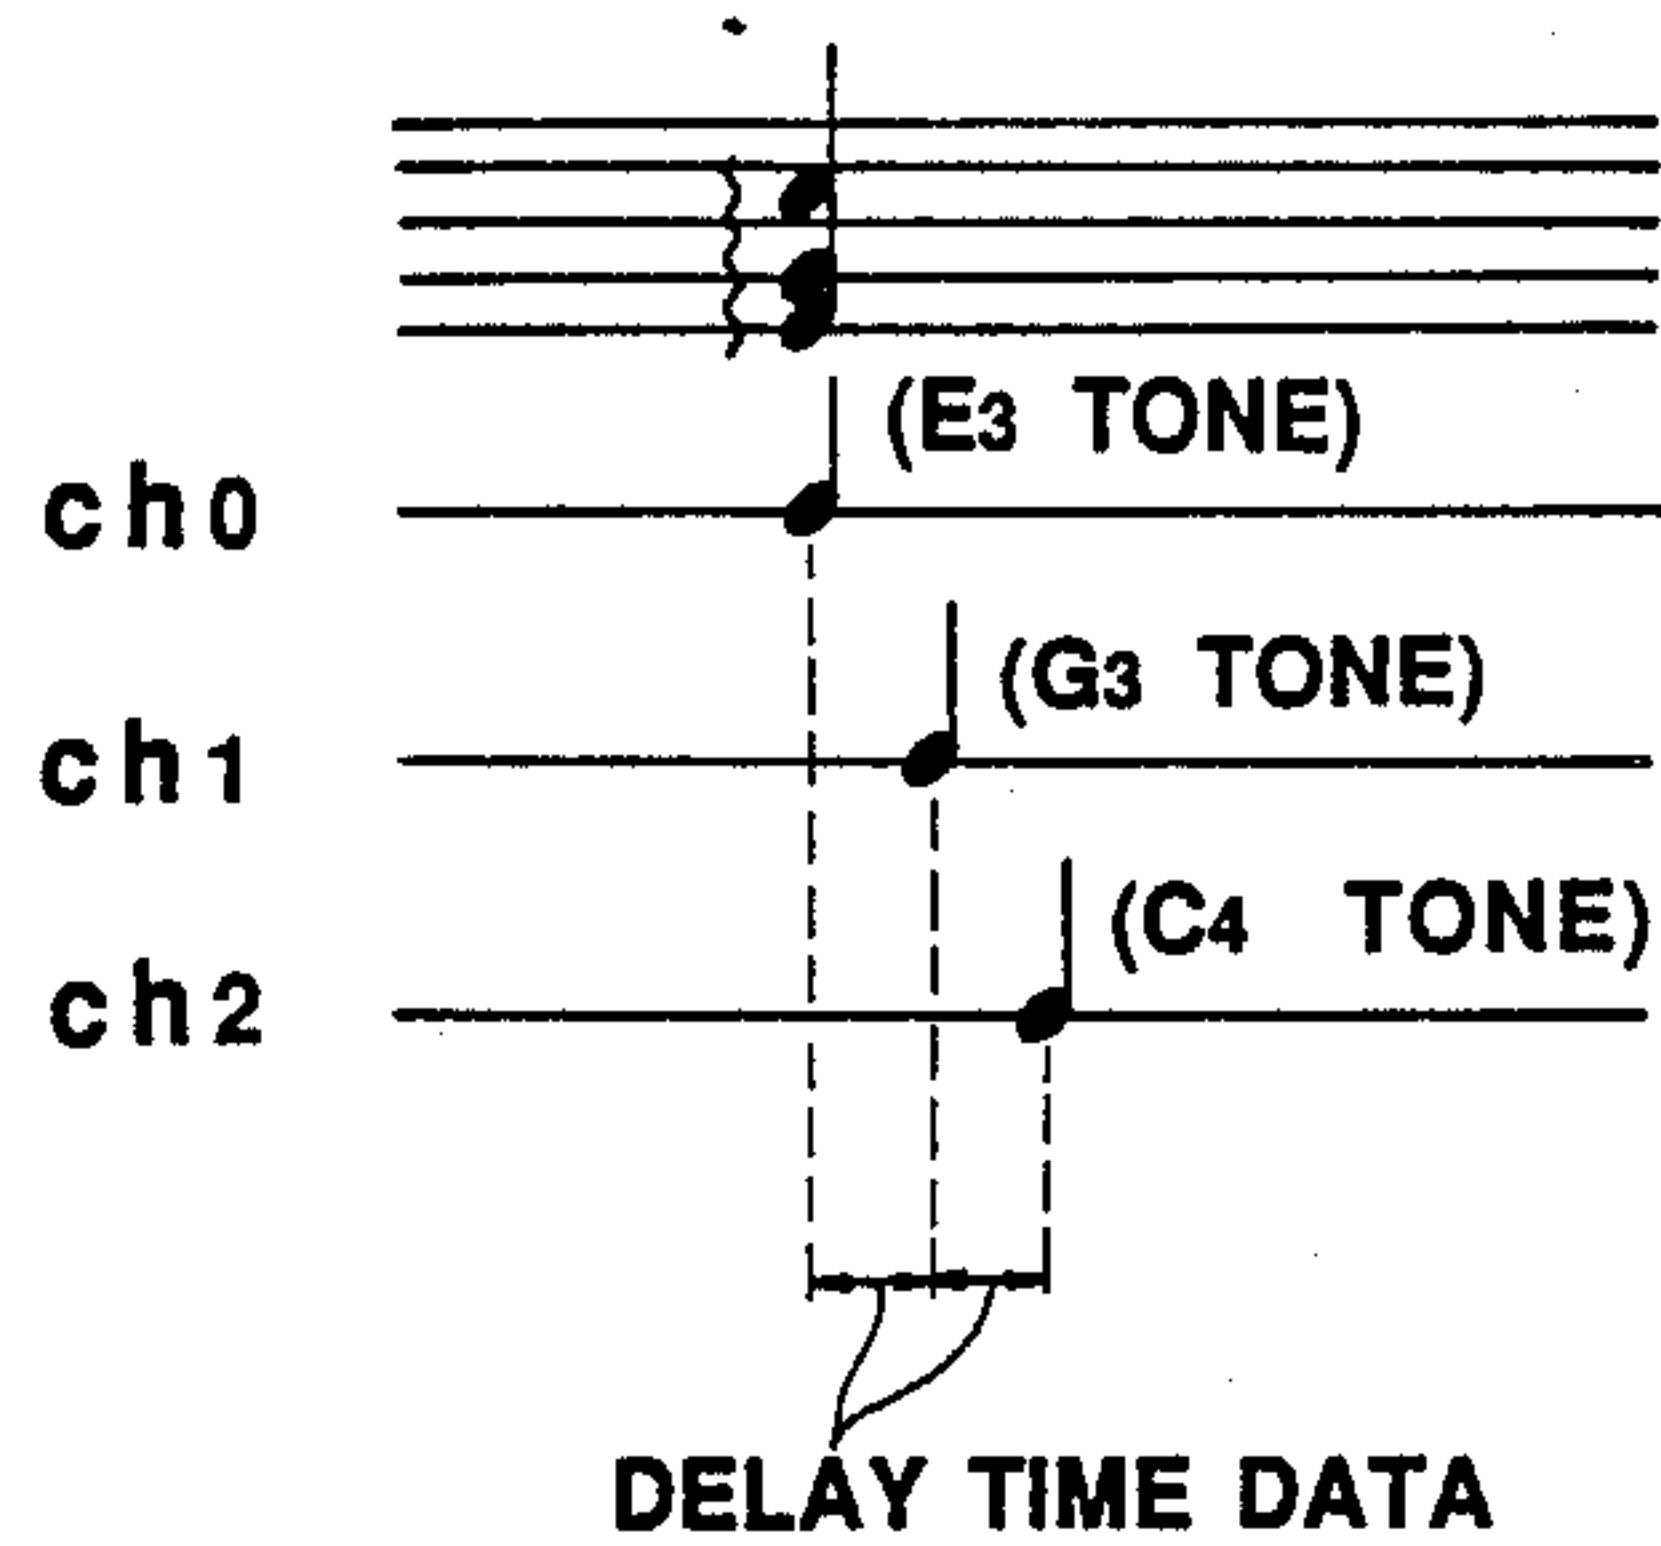 (E3 TONE)
ch0
(G3 TONE)
ch1
(C4 TONE)
ch2
DELAY TIME DATA